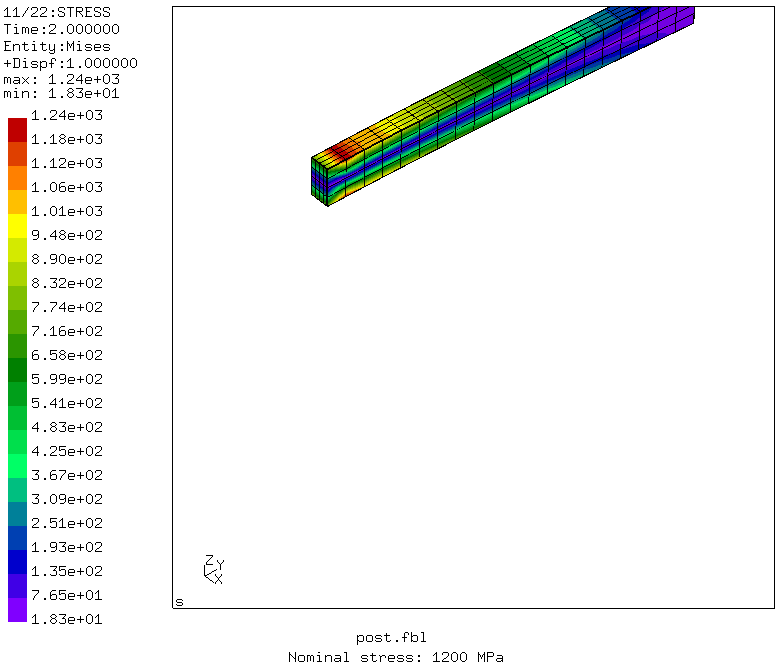 11/22:STRESS
Time:2.000000
Entity:Mises
+Dispf:1.000000
max: 1.24e+03
min: 1.83e+01
1.24e+03
1.18e+03
1.12e+03
1.06e+03
1.01e+03
9.48e+02
8.90e+02
8.32e+02
7.74e+02
7.16e+02
6.58e+02
5.99e+02
5.41e+02
4.83e+02
4.25e+02
3.67e+02
3.09e+02
2.51e+02
1.93e+02
1.35e+02
7.65e+01
1.83e+01
Z
Y
X
s
post.fbl
Nominal stress: 1200 MPa